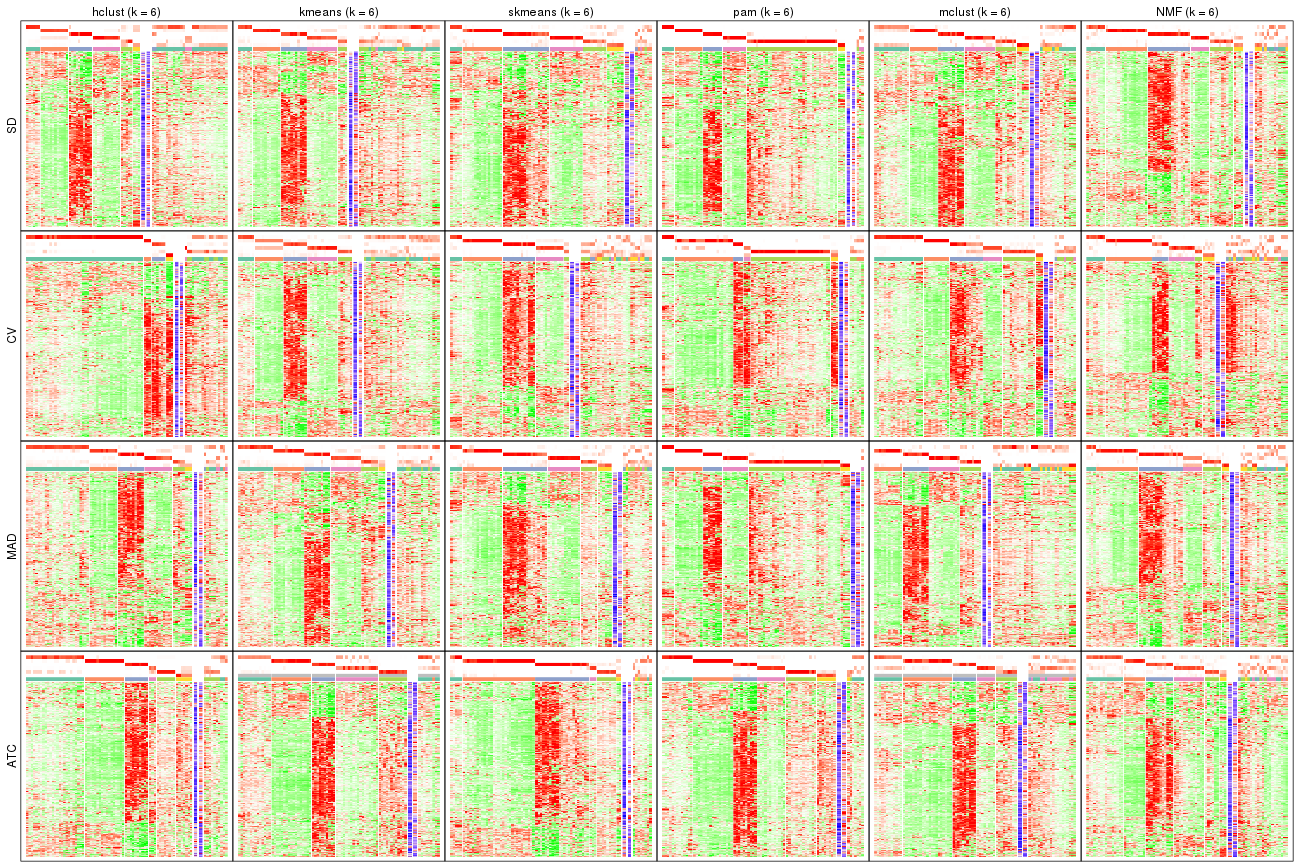 hclust (k = 6)
kmeans (k = 6)
skmeans (k = 6)
pam (k = 6)
mclust (k = 6)
NMF (k = 6)
SD
CV
MAD
ATC